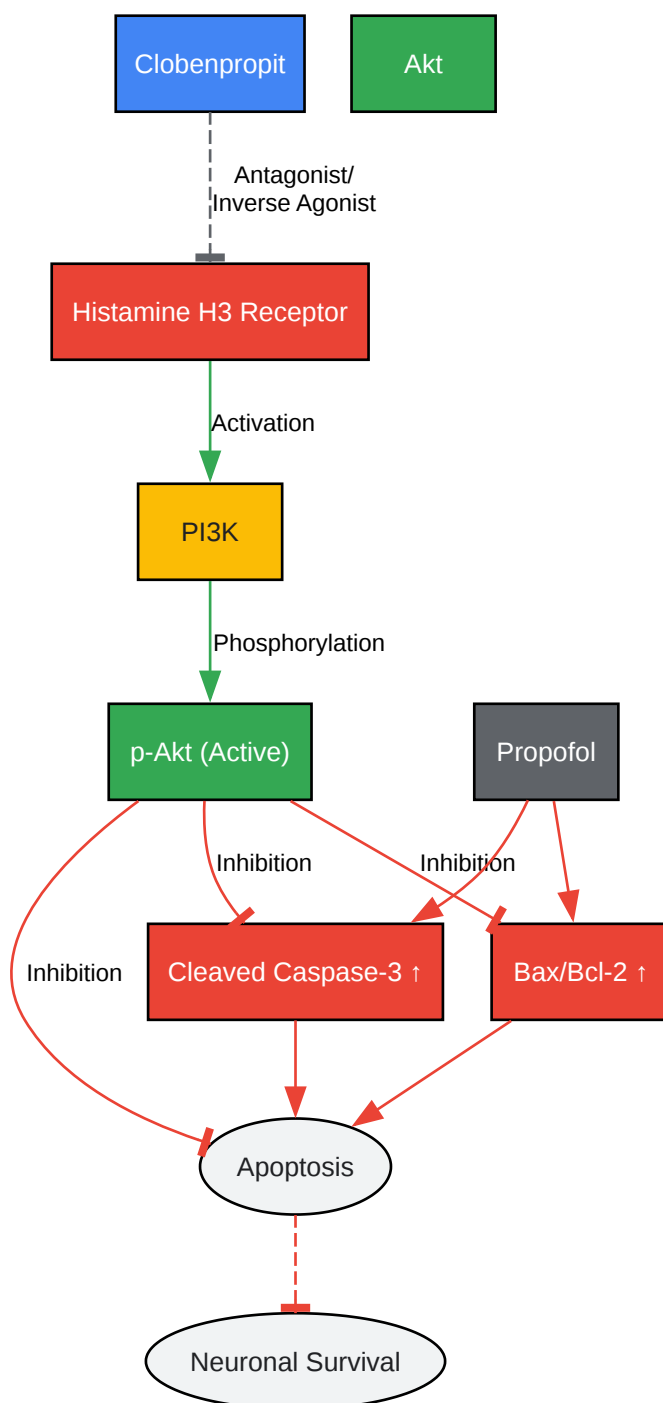 Clobenpropit
Akt
Antagonist/
Inverse Agonist
Histamine H3 Receptor
Activation
PI3K
Phosphorylation
p-Akt (Active)
Propofol
Inhibition
Inhibition
Inhibition
Cleaved Caspase-3 ↑
Bax/Bcl-2 ↑
Apoptosis
Neuronal Survival